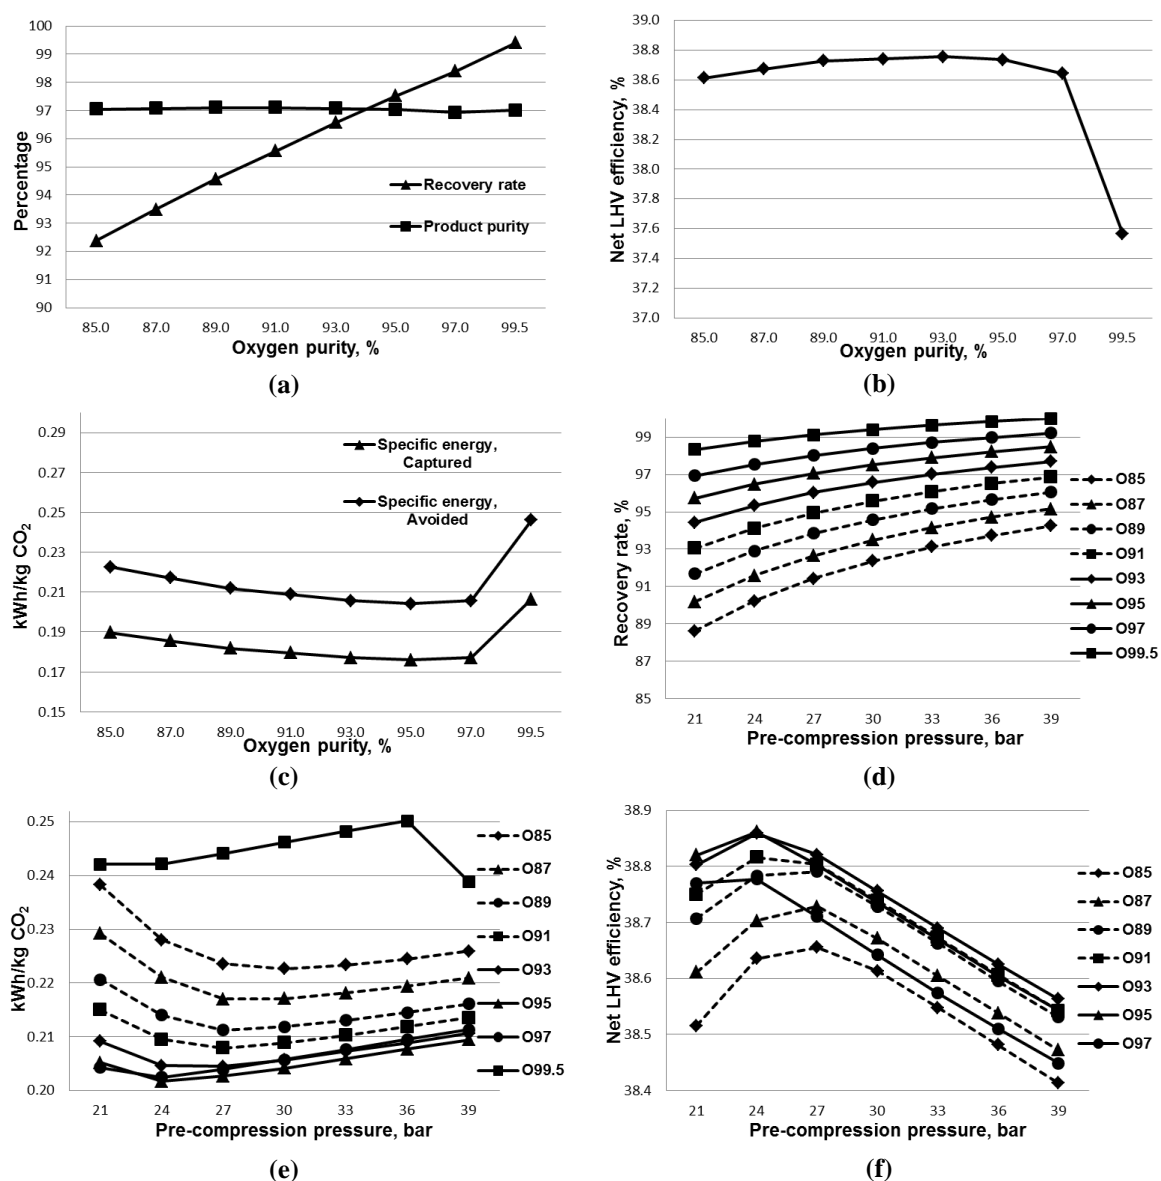 100
99
98
97
96
95
94
93
92
91
90
Percentage
Recovery rate
Product purity
85.0 87.0 89.0 91.0 93.0 95.0 97.0 99.5
Oxygen purity, %
(a)
39.0
38.8
38.6
38.4
38.2
38.0
37.8
37.6
37.4
37.2
37.0
Net LHV efficiency, %
85.0 87.0 89.0 91.0 93.0 95.0 97.0 99.5
Oxygen purity, %
(b)
0.29
0.27
0.25
0.23
0.21
0.19
0.17
0.15
kWh/kg CO2
Specific energy,
Captured
Specific energy,
Avoided
85.0 87.0 89.0 91.0 93.0 95.0 97.0 99.5
Oxygen purity, %
(c)
99
97
95
93
91
89
87
85
Recovery rate, %
O85
O87
O89
O91
O93
O95
O97
O99.5
21 24 27 30 33 36 39
Pre-compression pressure, bar
(d)
0.25
0.24
0.23
0.22
0.21
0.20
kWh/kg CO2
O85
O87
O89
O91
O93
O95
O97
O99.5
21 24 27 30 33 36 39
Pre-compression pressure, bar
(e)
38.9
38.8
38.7
38.6
38.5
38.4
Net LHV efficiency, %
O85
O87
O89
O91
O93
O95
O97
21 24 27 30 33 36 39
Pre-compression pressure, bar
(f)